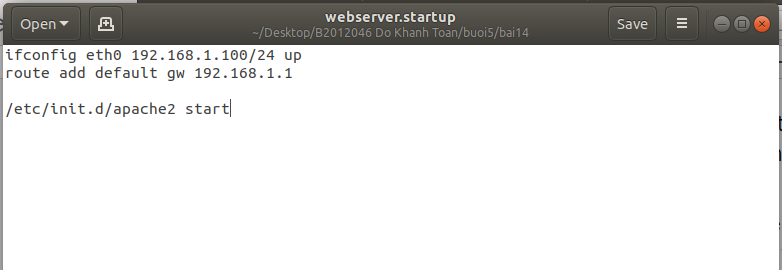 webserver.startup
Open
~/Desktop/B2012046 Do Khanh Toan/buoi5/bai14
Save
ifconfig eth0 192.168.1.100/24 up
route add default gw 192.168.1.1
/etc/init.d/apache2 start